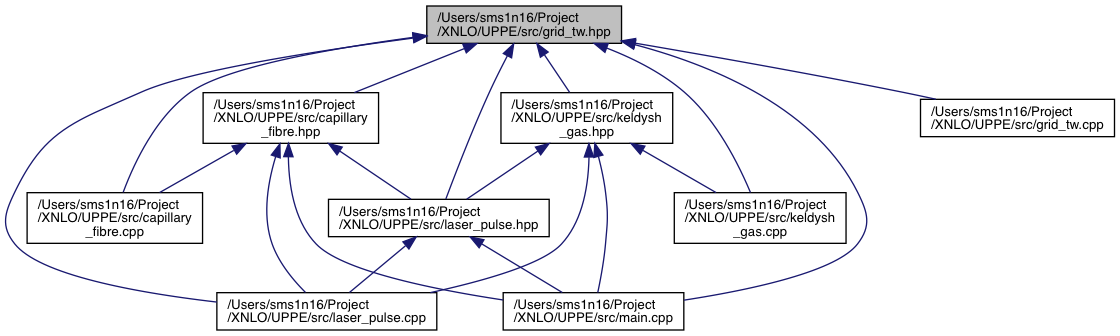 /Users/sms1n16/Project
/XNLO/UPPE/src/grid_tw.hpp
/Users/sms1n16/Project
/XNLO/UPPE/src/capillary
_fibre.hpp
/Users/sms1n16/Project
/XNLO/UPPE/src/keldysh
_gas.hpp
/Users/sms1n16/Project
/XNLO/UPPE/src/grid_tw.cpp
/Users/sms1n16/Project
/XNLO/UPPE/src/capillary
_fibre.cpp
/Users/sms1n16/Project
/XNLO/UPPE/src/laser_pulse.hpp
/Users/sms1n16/Project
/XNLO/UPPE/src/keldysh
_gas.cpp
/Users/sms1n16/Project
/XNLO/UPPE/src/laser_pulse.cpp
/Users/sms1n16/Project
/XNLO/UPPE/src/main.cpp